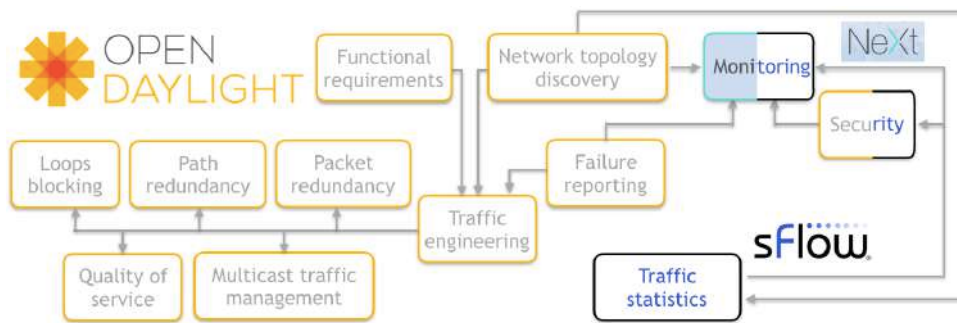 OPEN
DAYLIGHT
Functional
requirements
Network topology
discovery
Monitoring
NeXt
Security
Loops
blocking
Path
redundancy
Packet
redundancy
Failure
reporting
Traffic
engineering
Quality of
service
Multicast traffic
management
sFlow
Traffic
statistics